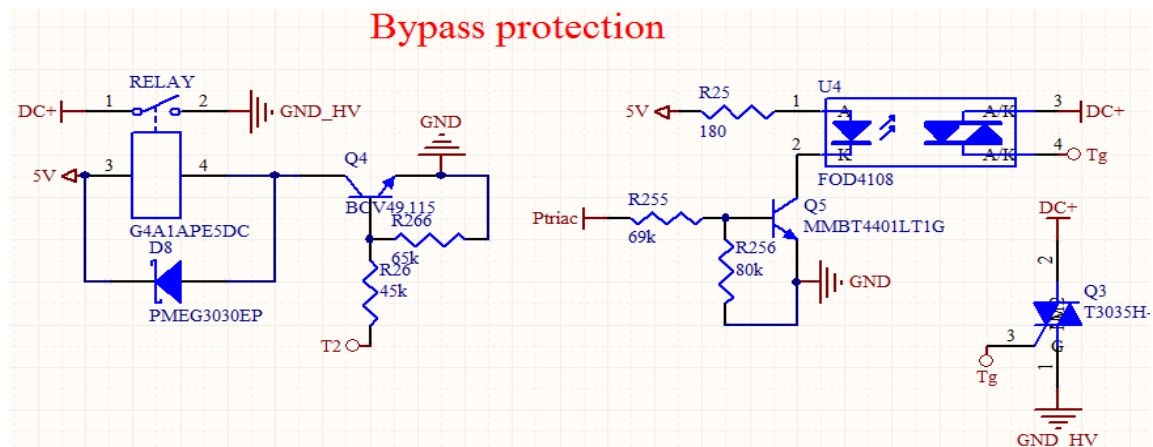 Bypass protection
RELAY
DC+
1
2
GND_HV
5V
3
4
G4A1APE5DC
D8
PMEG3030EP
Q4
BCV49,115
GND
R266
65k
R26
45k
T2
5V
R25
180
1
2
U4
A
K
A/K
A/K
FOD4108
3
DC+
4
Tg
Ptriac
R255
69k
R256
80k
Q5
MMBT4401LT1G
GND
DC+
2
Q3
T3035H-
3
G
Tg
1
GND_HV